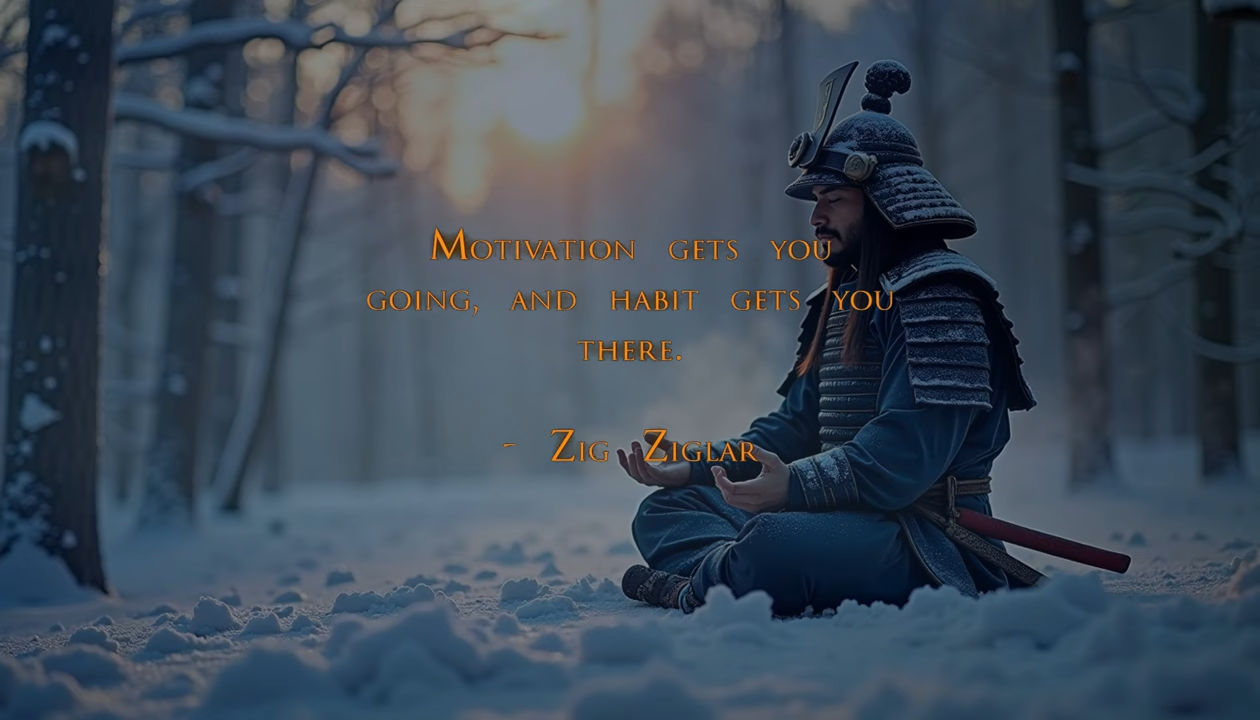 Motivation gets you
going, and habit gets you
there.
- Zig Ziglar